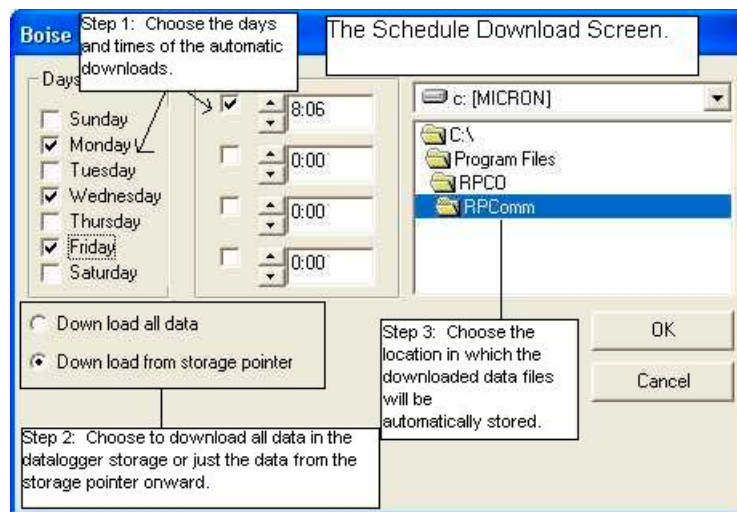 Boise
Step 1: Choose the days
and times of the automatic
downloads.
The Schedule Download Screen.
Days
Sunday
Monday
Tuesday
Wednesday
Thursday
Friday
Saturday
8:06
0:00
0:00
0:00
c: [MICRON]
C:\
Program Files
RPCO
RPComm
Down load all data
Down load from storage pointer
Step 2: Choose to download all data in the
datalogger storage or just the data from the
storage pointer onward.
Step 3: Choose the
location in which the
downloaded data files
will be
automatically stored.
OK
Cancel